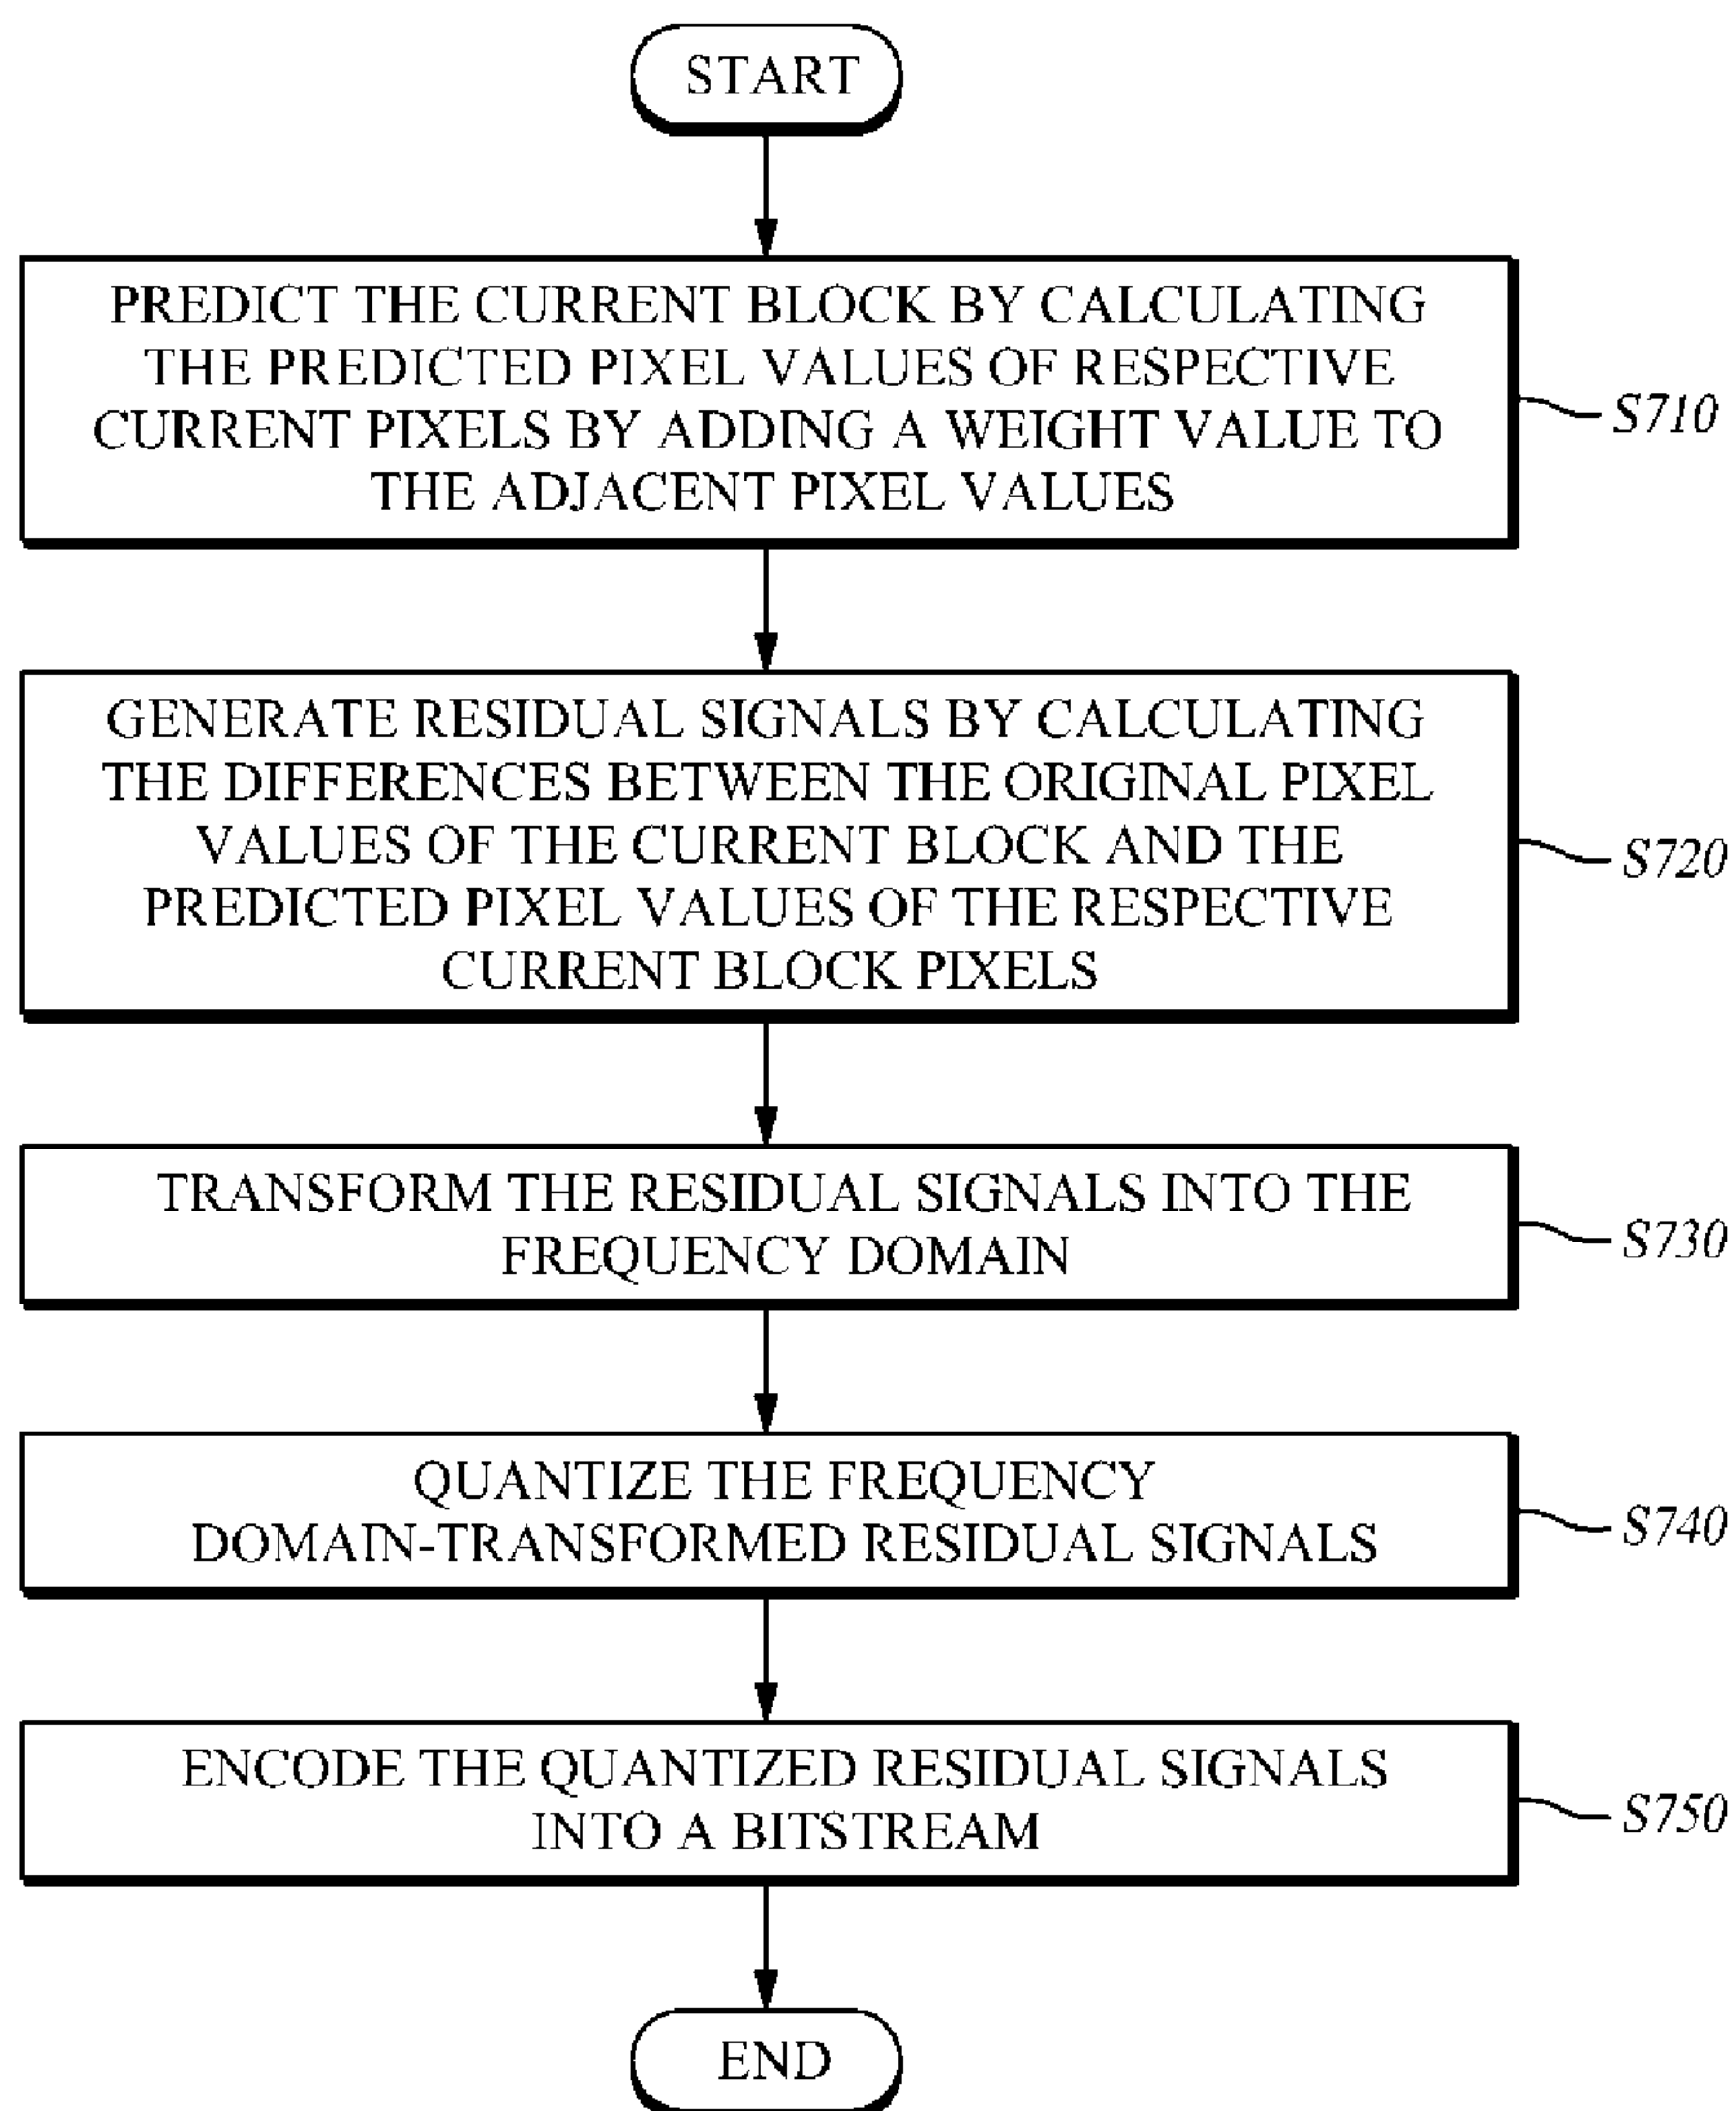 START
PREDICT THE CURRENT BLOCK BY CALCULATING
THE PREDICTED PIXEL VALUES OF RESPECTIVE
CURRENT PIXELS BY ADDING A WEIGHT VALUE TO
THE ADJACENT PIXEL VALUES
S710
GENERATE RESIDUAL SIGNALS BY CALCULATING
THE DIFFERENCES BETWEEN THE ORIGINAL PIXEL
VALUES OF THE CURRENT BLOCK AND THE
PREDICTED PIXEL VALUES OF THE RESPECTIVE
CURRENT BLOCK PIXELS
S720
TRANSFORM THE RESIDUAL SIGNALS INTO THE
FREQUENCY DOMAIN
S730
QUANTIZE THE FREQUENCY
DOMAIN-TRANSFORMED RESIDUAL SIGNALS
S740
ENCODE THE QUANTIZED RESIDUAL SIGNALS
INTO A BITSTREAM
S750
END